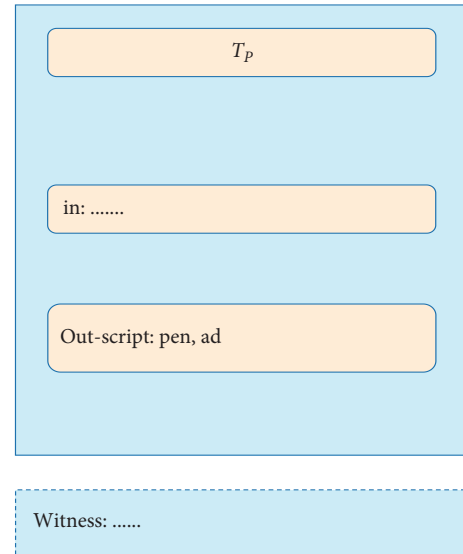 T_P
in: .......
Out-script: pen, ad
Witness: ......